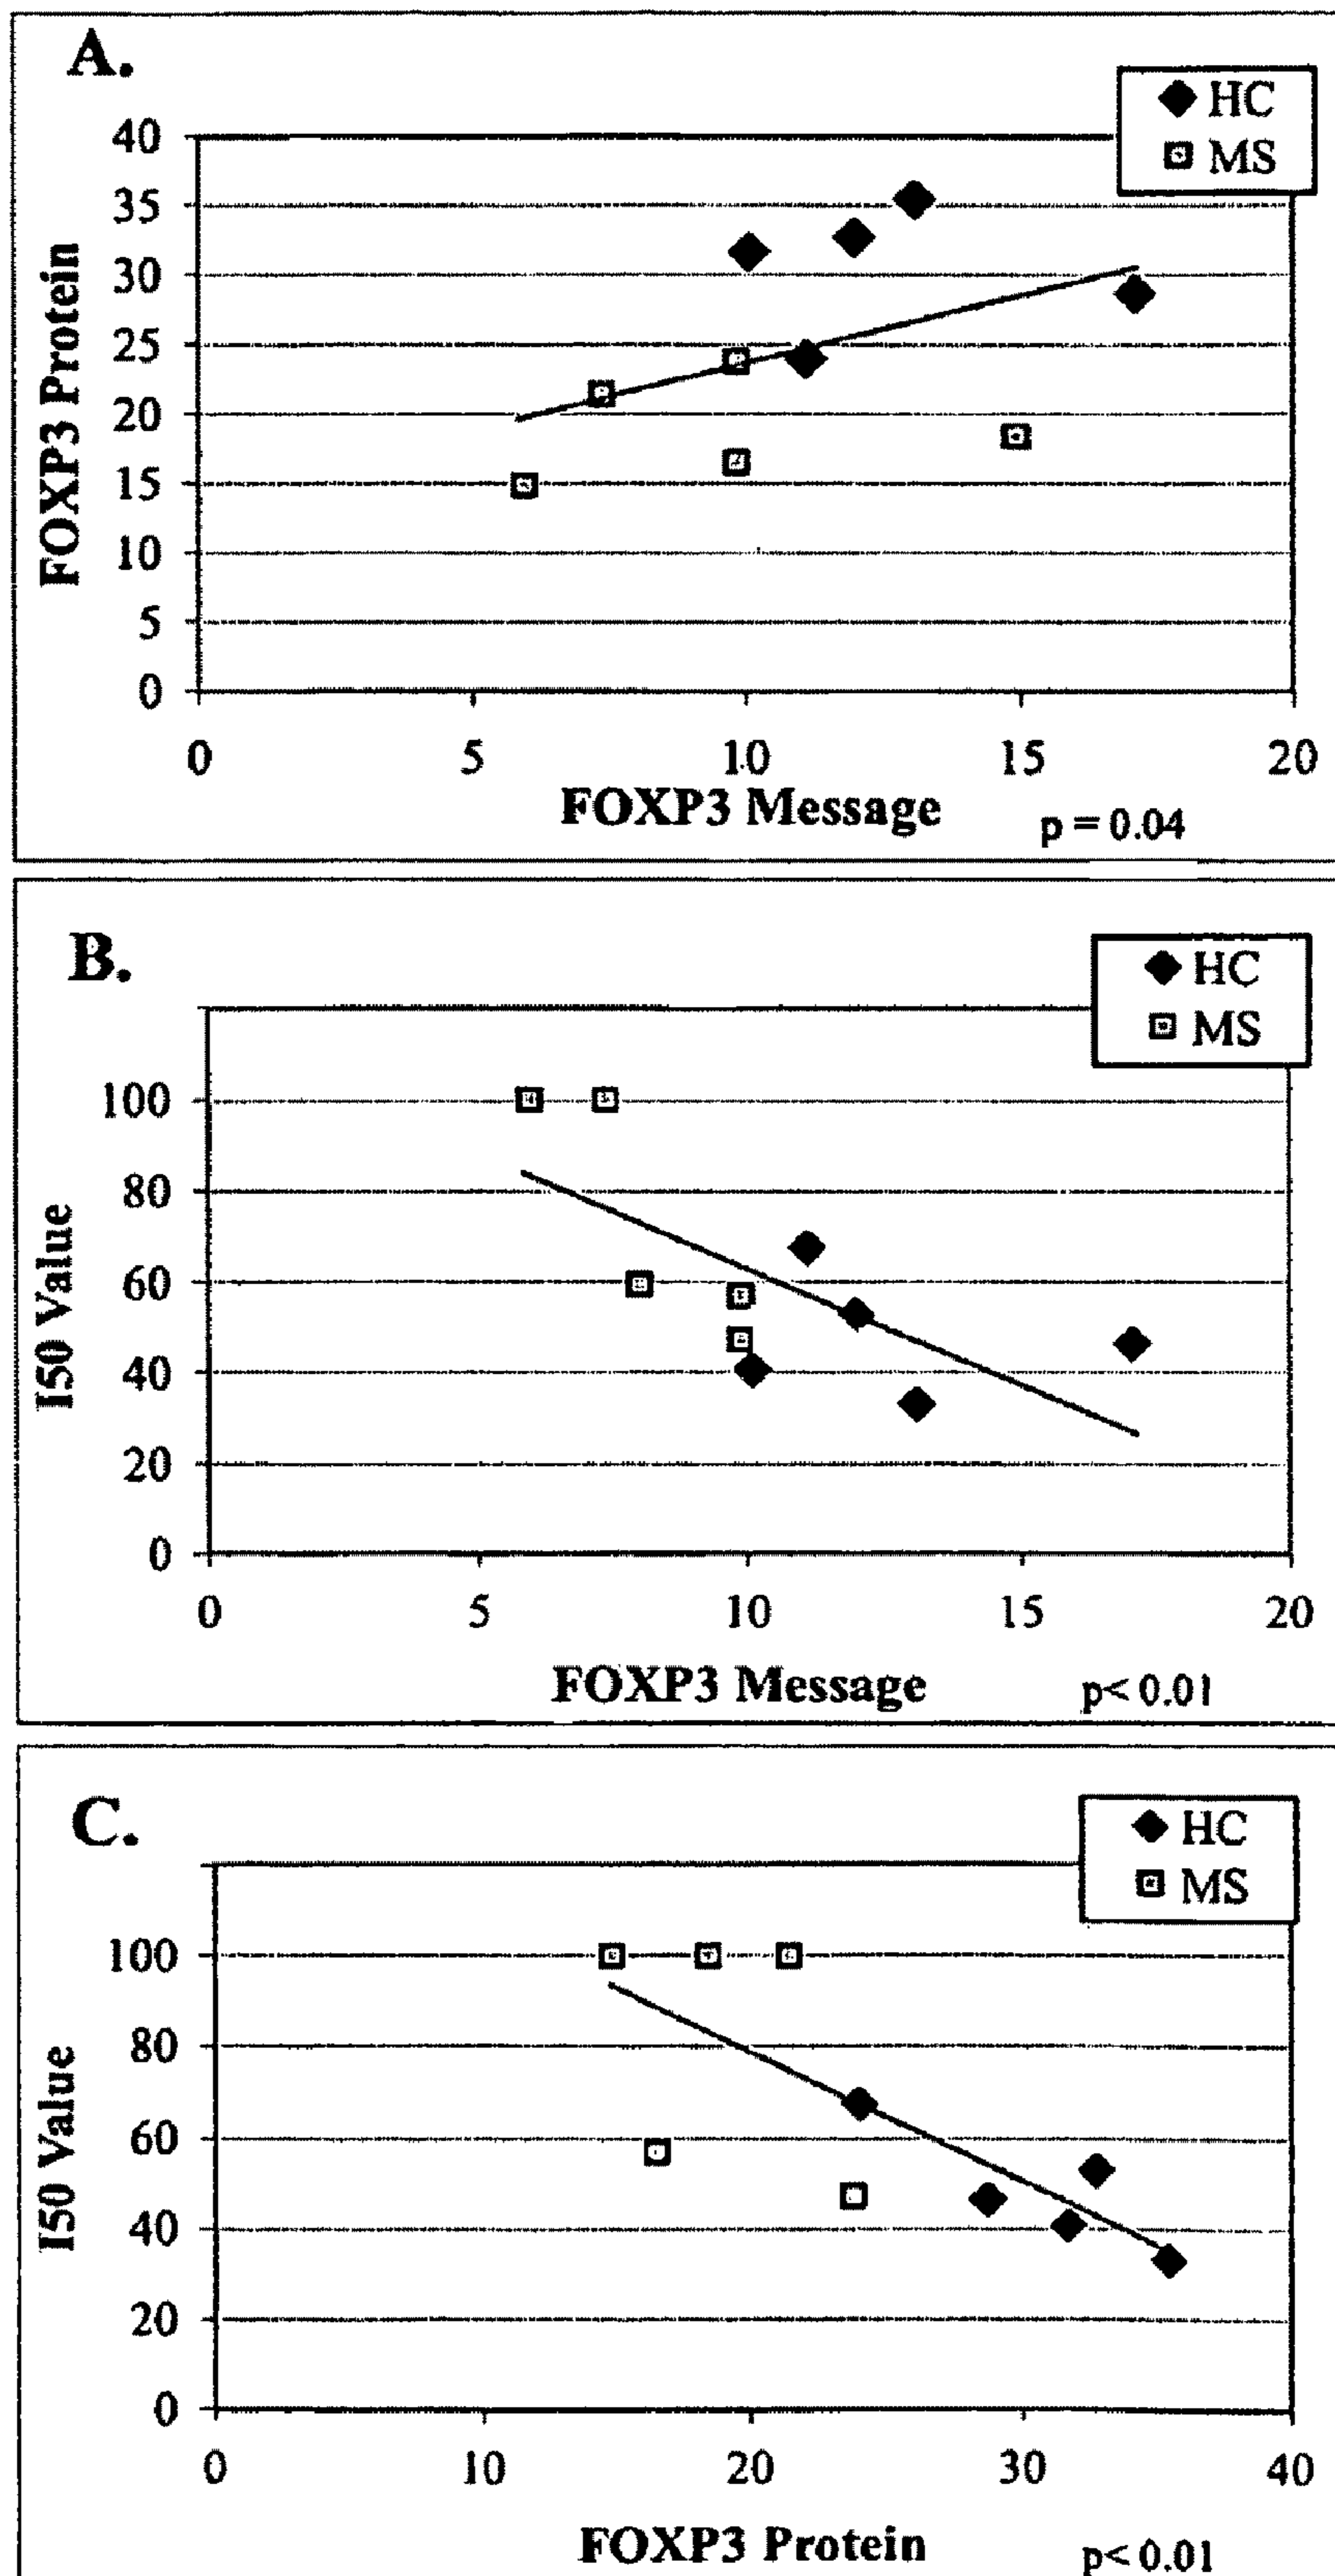 A.
HC
MS
40
35
30
25
20
15
10
5
0
FOXP3 Protein
0 5 10 15 20
FOXP3 Message
p = 0.04
B.
HC
MS
100
80
60
40
20
0
I50 Value
0 5 10 15 20
FOXP3 Message
p< 0.01
C.
HC
MS
100
80
60
40
20
0
I50 Value
0 10 20 30 40
FOXP3 Protein
p< 0.01